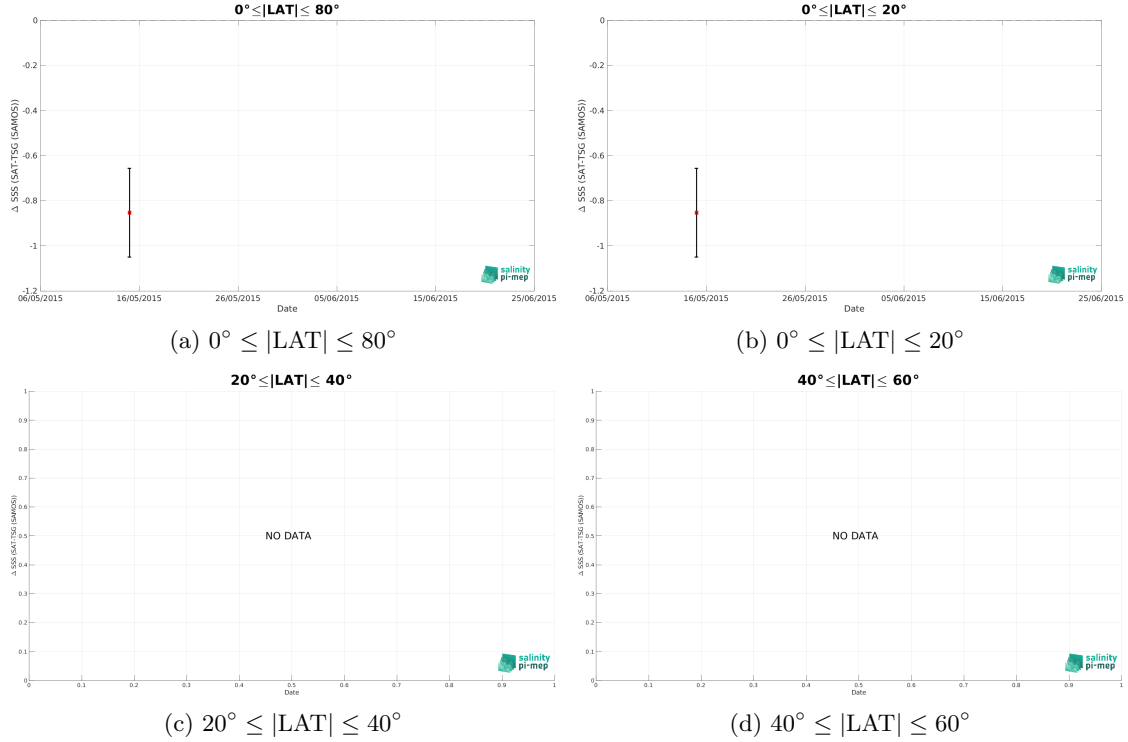 0°≤|LAT|≤ 80°
0
-0.2
-0.4
-0.6
-0.8
-1
-1.2
Δ SSS (SAT-TSG (SAMOS))
06/05/2015 16/05/2015 26/05/2015 05/06/2015 15/06/2015 25/06/2015
Date
salinity
pi-mep
(a) 0° ≤ |LAT| ≤ 80°
0°≤|LAT|≤ 20°
0
-0.2
-0.4
-0.6
-0.8
-1
-1.2
Δ SSS (SAT-TSG (SAMOS))
06/05/2015 16/05/2015 26/05/2015 05/06/2015 15/06/2015 25/06/2015
Date
salinity
pi-mep
(b) 0° ≤ |LAT| ≤ 20°
20°≤|LAT|≤ 40°
1
0.9
0.8
0.7
0.6
0.5
0.4
0.3
0.2
0.1
0
Δ SSS (SAT-TSG (SAMOS))
NO DATA
0 0.1 0.2 0.3 0.4 0.5 0.6 0.7 0.8 0.9 1
Date
salinity
pi-mep
(c) 20° ≤ |LAT| ≤ 40°
40°≤|LAT|≤ 60°
1
0.9
0.8
0.7
0.6
0.5
0.4
0.3
0.2
0.1
0
Δ SSS (SAT-TSG (SAMOS))
NO DATA
0 0.1 0.2 0.3 0.4 0.5 0.6 0.7 0.8 0.9 1
Date
salinity
pi-mep
(d) 40° ≤ |LAT| ≤ 60°